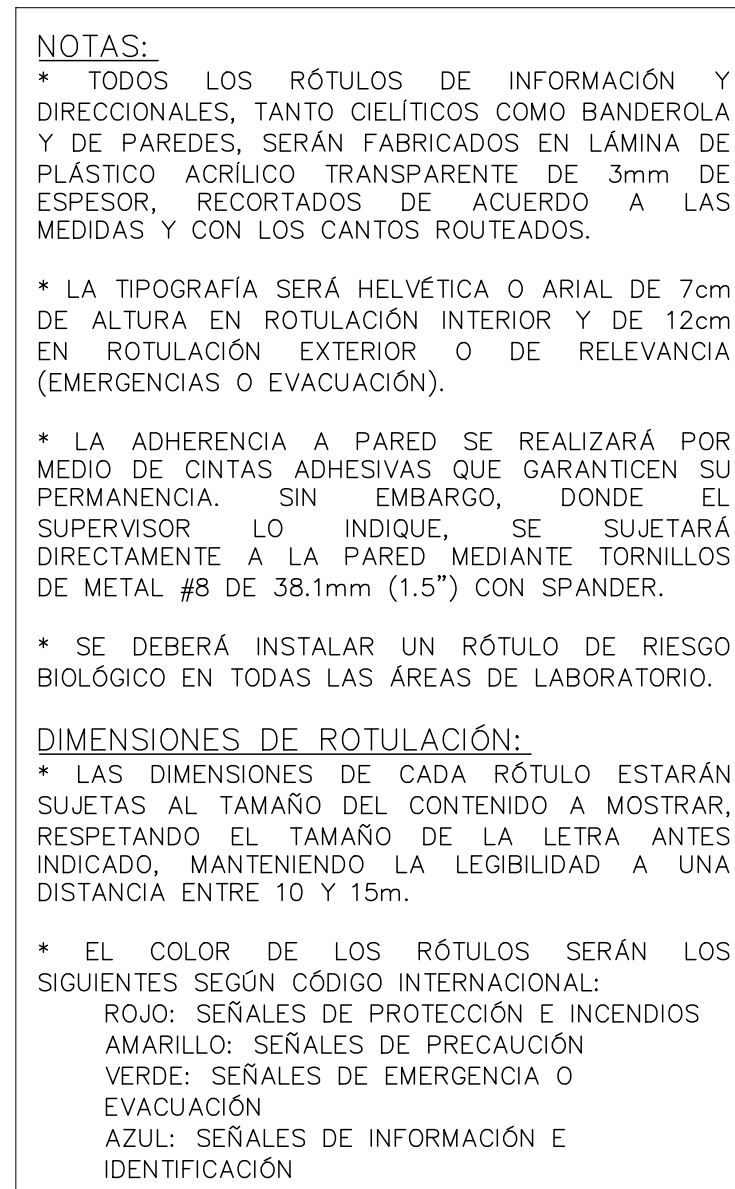 NOTAS:
* TODOS LOS RÓTULOS DE INFORMACIÓN Y
DIRECCIONALES, TANTO CIELÍTICOS COMO BANDEROLA
Y DE PAREDES, SERÁN FABRICADOS EN LÁMINA DE
PLÁSTICO ACRÍLICO TRANSPARENTE DE 3mm DE
ESPESOR, RECORTADOS DE ACUERDO A LAS
MEDIDAS Y CON LOS CANTOS ROUTEADOS.
* LA TIPOGRAFÍA SERÁ HELVÉTICA O ARIAL DE 7cm
DE ALTURA EN ROTULACIÓN INTERIOR Y DE 12cm
EN ROTULACIÓN EXTERIOR O DE RELEVANCIA
(EMERGENCIAS O EVACUACIÓN).
* LA ADHERENCIA A PARED SE REALIZARÁ POR
MEDIO DE CINTAS ADHESIVAS QUE GARANTICEN SU
PERMANENCIA. SIN EMBARGO, DONDE EL
SUPERVISOR LO INDIQUE, SE SUJETARÁ
DIRECTAMENTE A LA PARED MEDIANTE TORNILLOS
DE METAL #8 DE 38.1mm (1.5”) CON SPANDER.
* SE DEBERÁ INSTALAR UN RÓTULO DE RIESGO
BIOLÓGICO EN TODAS LAS ÁREAS DE LABORATORIO.
DIMENSIONES DE ROTULACIÓN:
* LAS DIMENSIONES DE CADA RÓTULO ESTARÁN
SUJETAS AL TAMAÑO DEL CONTENIDO A MOSTRAR,
RESPETANDO EL TAMAÑO DE LA LETRA ANTES
INDICADO, MANTENIENDO LA LEGIBILIDAD A UNA
DISTANCIA ENTRE 10 Y 15m.
* EL COLOR DE LOS RÓTULOS SERÁN LOS
SIGUIENTES SEGÚN CÓDIGO INTERNACIONAL:
ROJO: SEÑALES DE PROTECCIÓN E INCENDIOS
AMARILLO: SEÑALES DE PRECAUCIÓN
VERDE: SEÑALES DE EMERGENCIA O
EVACUACIÓN
AZUL: SEÑALES DE INFORMACIÓN E
IDENTIFICACIÓN